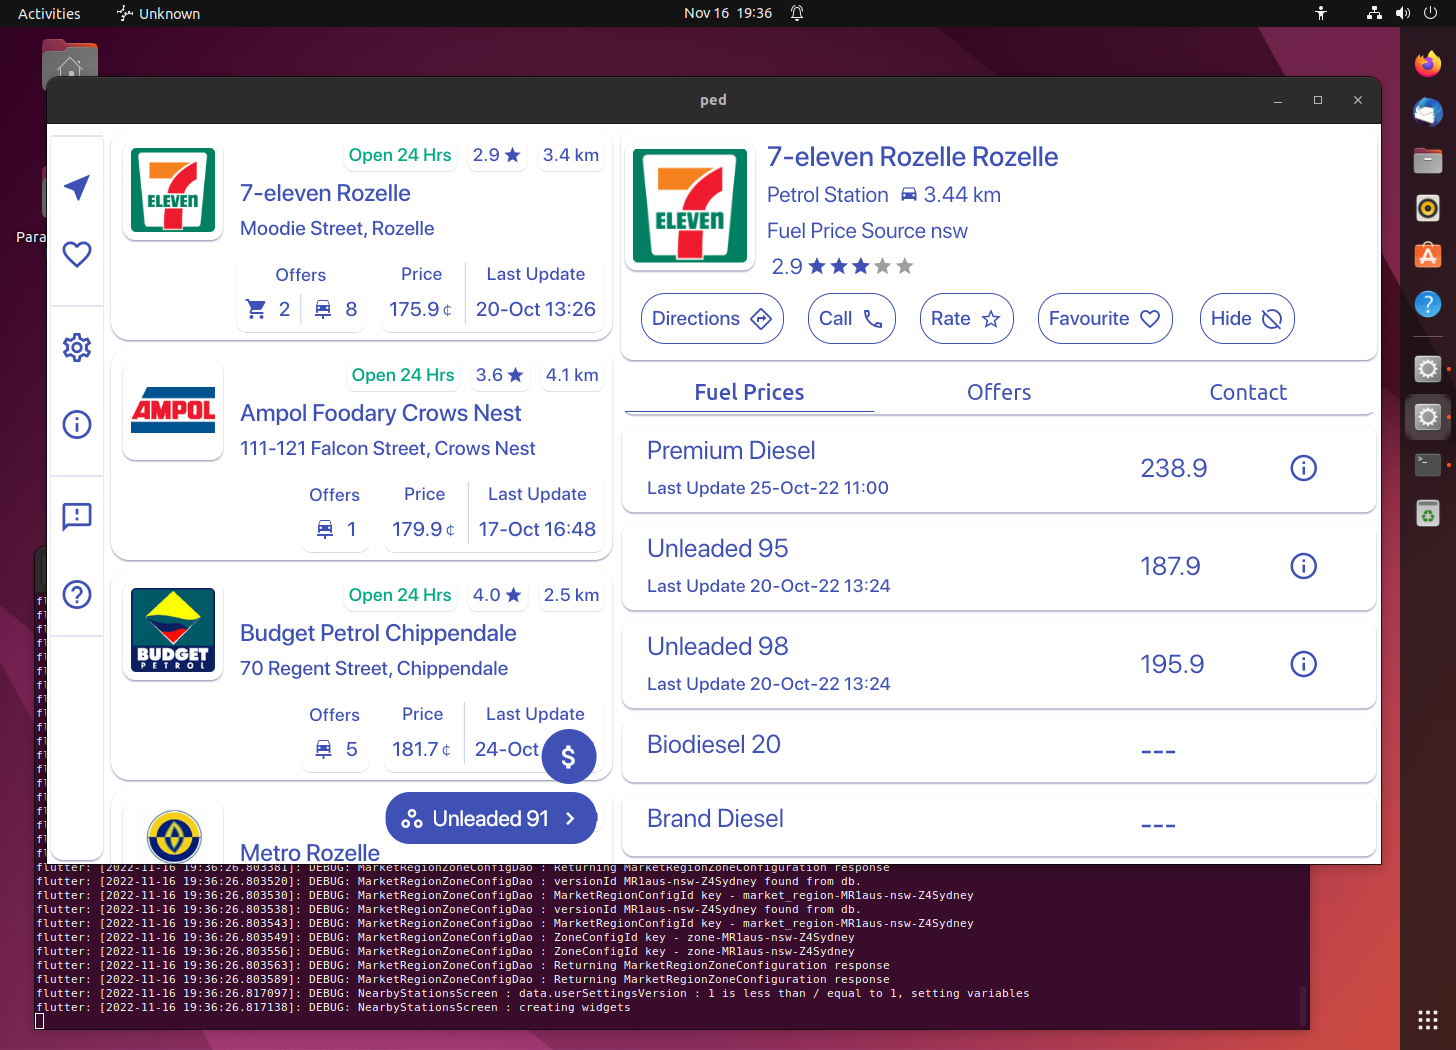 Activities
Unknown
Nov 16 19:36
ped
Para
Open 24 Hrs
2.9
3.4 km
7
ELEVEN
7-eleven Rozelle
Moodie Street, Rozelle
Offers
Price
Last Update
2
8
175.9 ¢
20-Oct 13:26
Open 24 Hrs
3.6
4.1 km
AMPOL
Ampol Foodary Crows Nest
111-121 Falcon Street, Crows Nest
Offers
Price
Last Update
1
179.9 ¢
17-Oct 16:48
Open 24 Hrs
4.0
2.5 km
BUDGET
PETROL
Budget Petrol Chippendale
70 Regent Street, Chippendale
Offers
Price
Last Update
5
181.7 ¢
24-Oct
$
Unleaded 91
Metro Rozelle
7
ELEVEN
7-eleven Rozelle Rozelle
Petrol Station
3.44 km
Fuel Price Source nsw
2.9
Directions
Call
Rate
Favourite
Hide
Fuel Prices
Offers
Contact
Premium Diesel
Last Update 25-Oct-22 11:00
238.9
Unleaded 95
Last Update 20-Oct-22 13:24
187.9
Unleaded 98
Last Update 20-Oct-22 13:24
195.9
Biodiesel 20
---
Brand Diesel
---
flutter: [2022-11-16 19:36:26.803381]: DEBUG: MarketRegionZoneConfigDao : Returning MarketRegionZoneConfiguration response
flutter: [2022-11-16 19:36:26.803520]: DEBUG: MarketRegionZoneConfigDao : versionId MR1aus-nsw-Z4Sydney found from db.
flutter: [2022-11-16 19:36:26.803530]: DEBUG: MarketRegionZoneConfigDao : MarketRegionConfigId key - market_region-MR1aus-nsw-Z4Sydney
flutter: [2022-11-16 19:36:26.803538]: DEBUG: MarketRegionZoneConfigDao : versionId MR1aus-nsw-Z4Sydney found from db.
flutter: [2022-11-16 19:36:26.803543]: DEBUG: MarketRegionZoneConfigDao : MarketRegionConfigId key - market_region-MR1aus-nsw-Z4Sydney
flutter: [2022-11-16 19:36:26.803549]: DEBUG: MarketRegionZoneConfigDao : ZoneConfigId key - zone-MR1aus-nsw-Z4Sydney
flutter: [2022-11-16 19:36:26.803556]: DEBUG: MarketRegionZoneConfigDao : ZoneConfigId key - zone-MR1aus-nsw-Z4Sydney
flutter: [2022-11-16 19:36:26.803563]: DEBUG: MarketRegionZoneConfigDao : Returning MarketRegionZoneConfiguration response
flutter: [2022-11-16 19:36:26.803589]: DEBUG: MarketRegionZoneConfigDao : Returning MarketRegionZoneConfiguration response
flutter: [2022-11-16 19:36:26.817097]: DEBUG: NearbyStationsScreen : data.userSettingsVersion : 1 is less than / equal to 1, setting variables
flutter: [2022-11-16 19:36:26.817138]: DEBUG: NearbyStationsScreen : creating widgets